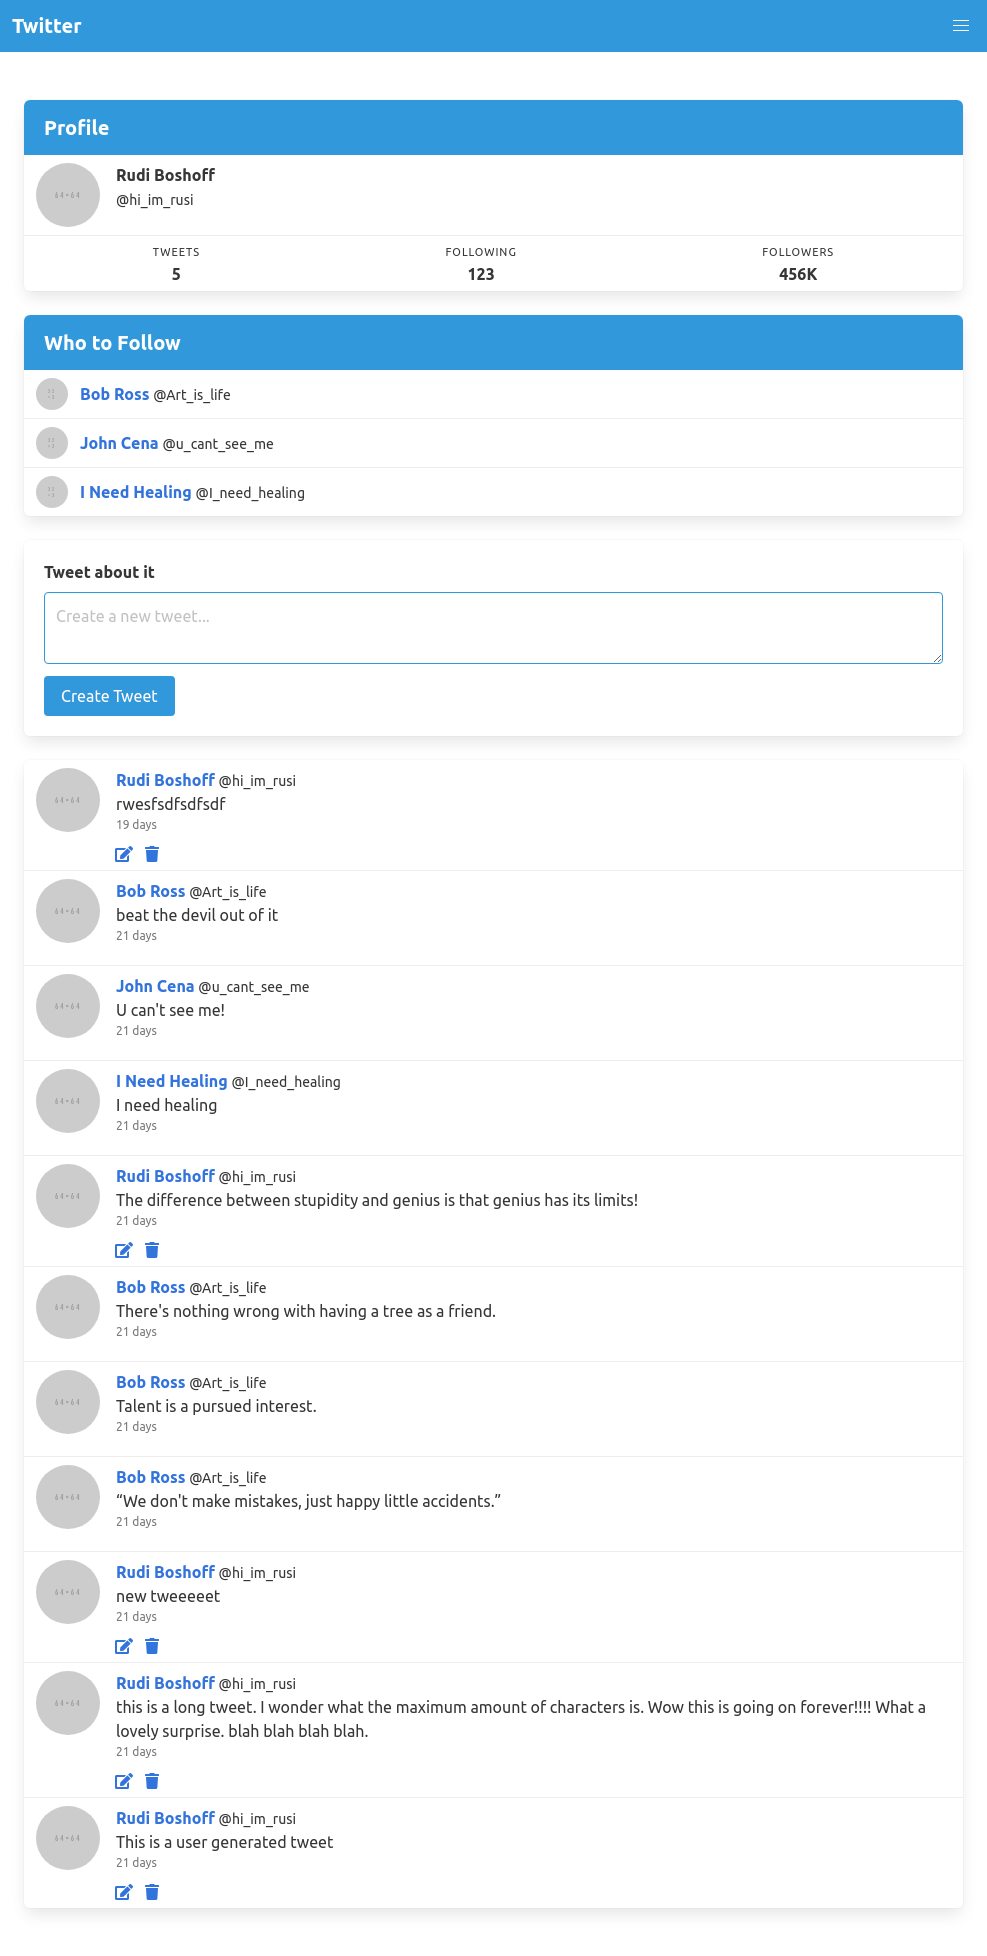 Twitter
Profile
64×64
Rudi Boshoff
@hi_im_rusi
TWEETS
5
FOLLOWING
123
FOLLOWERS
456K
Who to Follow
Bob Ross @Art_is_life
John Cena @u_cant_see_me
I Need Healing @I_need_healing
Tweet about it
Create a new tweet...
Create Tweet
64×64
Rudi Boshoff @hi_im_rusi
rwesfsdfsdfsdf
19 days
64×64
Bob Ross @Art_is_life
beat the devil out of it
21 days
64×64
John Cena @u_cant_see_me
U can't see me!
21 days
64×64
I Need Healing @I_need_healing
I need healing
21 days
64×64
Rudi Boshoff @hi_im_rusi
The difference between stupidity and genius is that genius has its limits!
21 days
64×64
Bob Ross @Art_is_life
There's nothing wrong with having a tree as a friend.
21 days
64×64
Bob Ross @Art_is_life
Talent is a pursued interest.
21 days
64×64
Bob Ross @Art_is_life
“We don't make mistakes, just happy little accidents.”
21 days
64×64
Rudi Boshoff @hi_im_rusi
new tweeeeet
21 days
64×64
Rudi Boshoff @hi_im_rusi
this is a long tweet. I wonder what the maximum amount of characters is. Wow this is going on forever!!!! What a
lovely surprise. blah blah blah blah.
21 days
64×64
Rudi Boshoff @hi_im_rusi
This is a user generated tweet
21 days